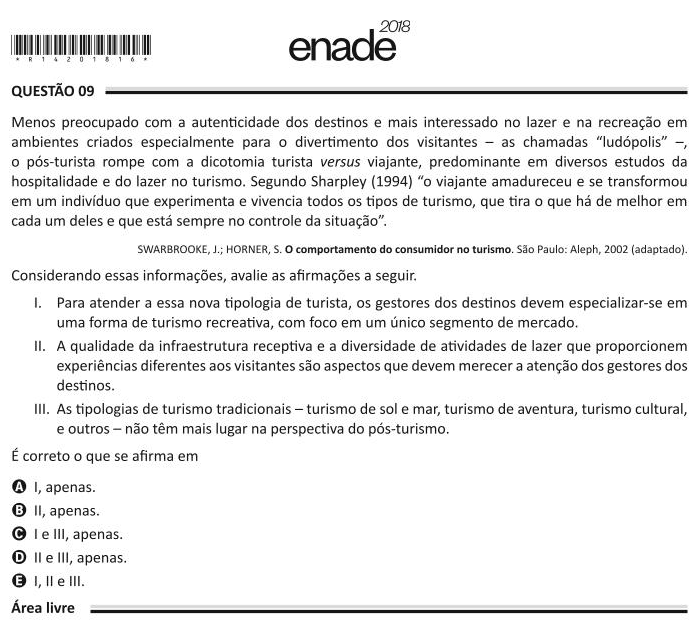 enade 2018
*R14201816*
QUESTÃO 09
Menos preocupado com a autenticidade dos destinos e mais interessado no lazer e na recreação em
ambientes criados especialmente para o divertimento dos visitantes – as chamadas “ludópolis” –,
o pós-turista rompe com a dicotomia turista versus viajante, predominante em diversos estudos da
hospitalidade e do lazer no turismo. Segundo Sharpley (1994) “o viajante amadureceu e se transformou
em um indivíduo que experimenta e vivencia todos os tipos de turismo, que tira o que há de melhor em
cada um deles e que está sempre no controle da situação”.
SWARBROOKE, J.; HORNER, S. O comportamento do consumidor no turismo. São Paulo: Aleph, 2002 (adaptado).
Considerando essas informações, avalie as afirmações a seguir.
I. Para atender a essa nova tipologia de turista, os gestores dos destinos devem especializar-se em
uma forma de turismo recreativa, com foco em um único segmento de mercado.
II. A qualidade da infraestrutura receptiva e a diversidade de atividades de lazer que proporcionem
experiências diferentes aos visitantes são aspectos que devem merecer a atenção dos gestores dos
destinos.
III. As tipologias de turismo tradicionais – turismo de sol e mar, turismo de aventura, turismo cultural,
e outros – não têm mais lugar na perspectiva do pós-turismo.
É correto o que se afirma em
A I, apenas.
B II, apenas.
C I e III, apenas.
D II e III, apenas.
E I, II e III.
Área livre